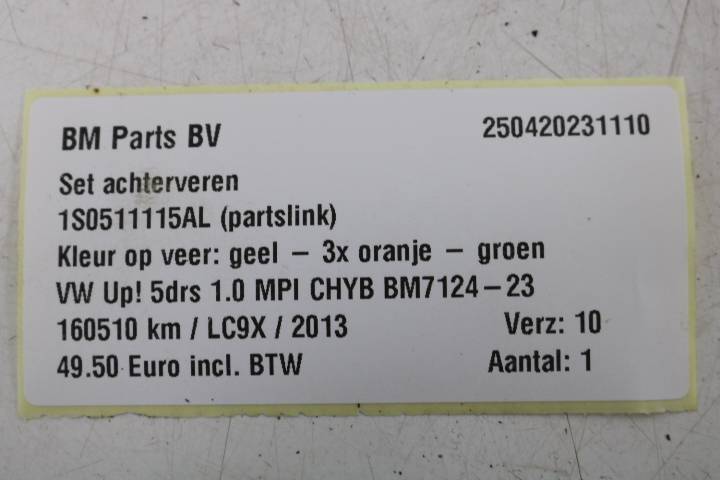 BM Parts BV 250420231110
Set achterveren
1S0511115AL (partslink)
Kleur op veer: geel – 3x oranje – groen
VW Up! 5drs 1.0 MPI CHYB BM7124–23
160510 km / LC9X / 2013 Verz: 10
49.50 Euro incl. BTW Aantal: 1